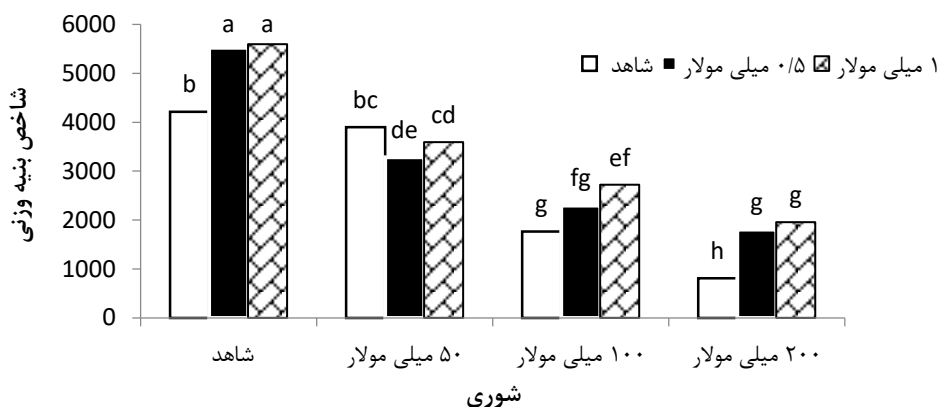 6000
5000
4000
3000
2000
1000
0
شاخص بنیه وزنی
شاهد ۰/۵ میلی مولار ۱ میلی مولار
b a a
bc de cd
g fg ef
h g g
شاهد ۵۰ میلی مولار ۱۰۰ میلی مولار ۲۰۰ میلی مولار
شوری